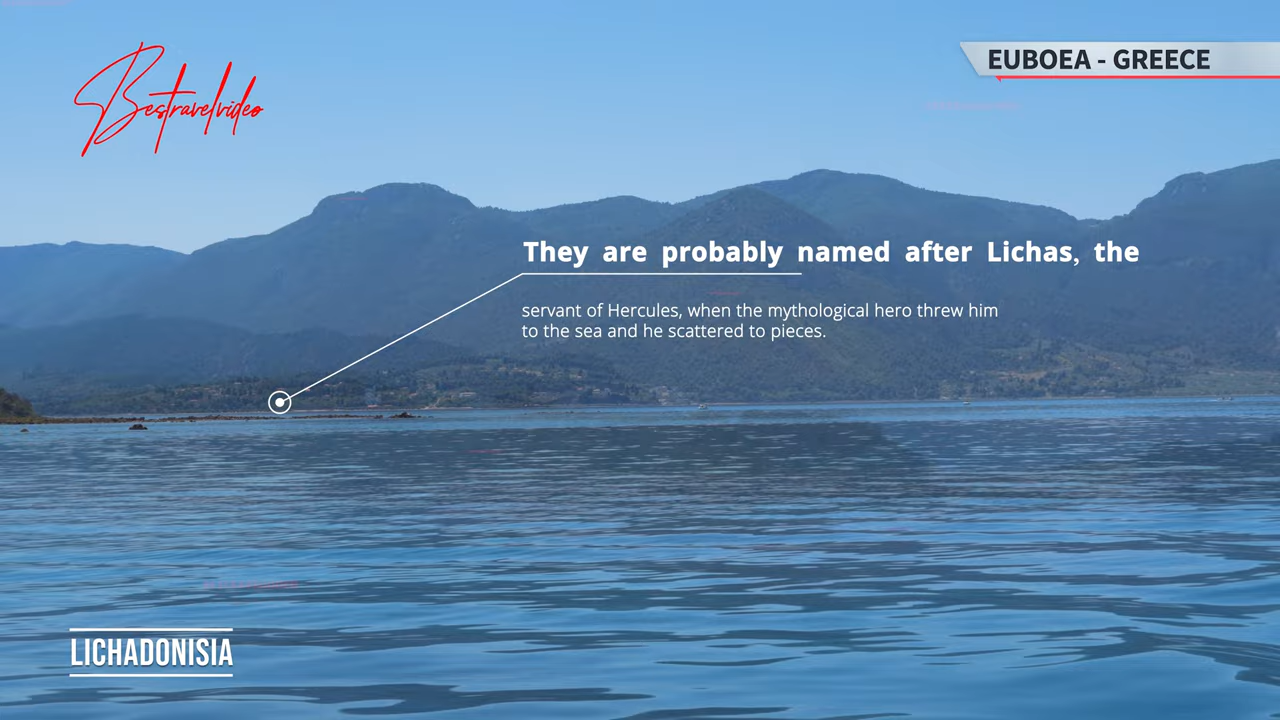 Bestravelvideo
EUBOEA - GREECE
They are probably named after Lichas, the
servant of Hercules, when the mythological hero threw him
to the sea and he scattered to pieces.
LICHADONISIA